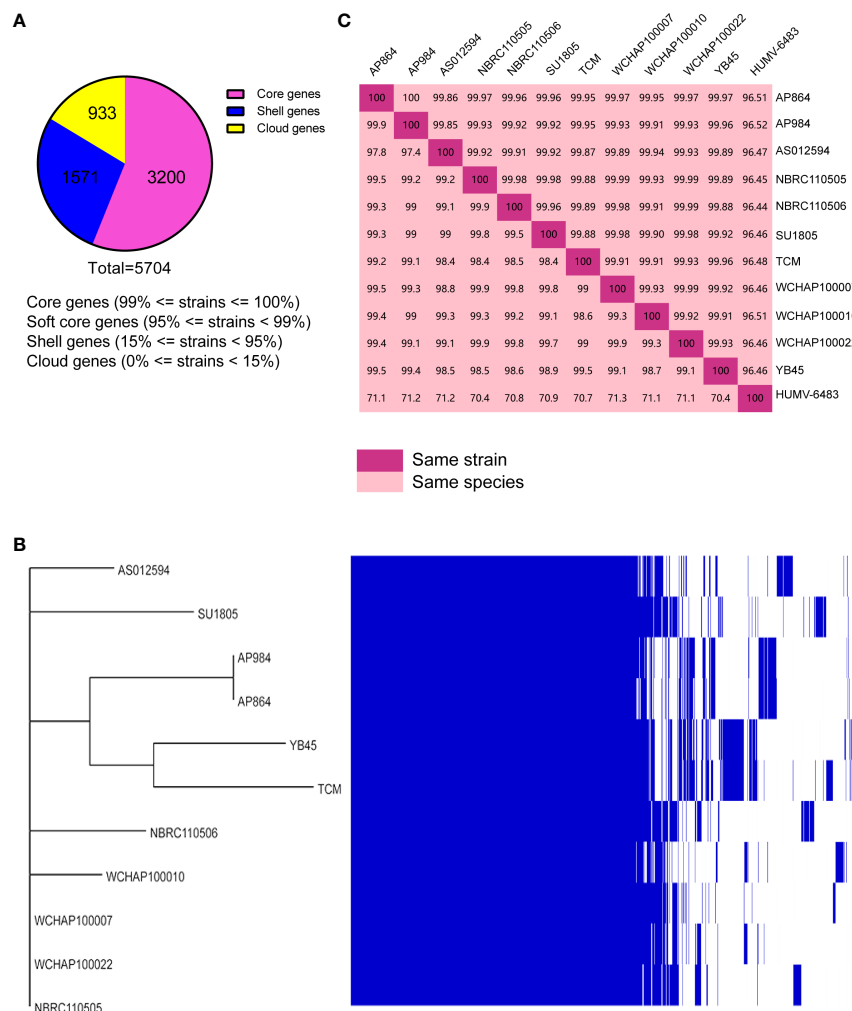 A
933
1571
3200
Core genes
Shell genes
Cloud genes
Total=5704
Core genes (99% <= strains <= 100%)
Soft core genes (95% <= strains < 99%)
Shell genes (15% <= strains < 95%)
Cloud genes (0% <= strains < 15%)
C
AP864 AP984 AS012594 NBRC110505 NBRC110506 SU1805 TCM WCHAP100007 WCHAP100010 WCHAP100022 YB45 HUMV-6483
100 100 99.86 99.97 99.96 99.96 99.95 99.97 99.95 99.97 99.97 96.51 AP864
99.9 100 99.85 99.93 99.92 99.92 99.95 99.93 99.91 99.93 99.96 96.52 AP984
97.8 97.4 100 99.92 99.91 99.92 99.87 99.89 99.94 99.93 99.89 96.47 AS012594
99.5 99.2 99.2 100 99.98 99.98 99.88 99.99 99.93 99.99 99.89 96.45 NBRC110505
99.3 99 99.1 99.9 100 99.96 99.89 99.98 99.91 99.99 99.88 96.44 NBRC110506
99.3 99 99 99.8 99.5 100 99.88 99.98 99.90 99.98 99.92 96.46 SU1805
99.2 99.1 98.4 98.4 98.5 98.4 100 99.91 99.91 99.93 99.96 96.48 TCM
99.5 99.3 98.8 99.9 99.8 99.8 99 100 99.93 99.99 99.92 96.46 WCHAP10000
99.4 99 99.3 99.3 99.2 99.1 98.6 99.3 100 99.92 99.91 96.51 WCHAP10001
99.4 99.1 99.1 99.9 99.8 99.7 99 99.9 99.3 100 99.93 96.46 WCHAP10002
99.5 99.4 98.5 98.5 98.6 98.9 99.5 99.1 98.7 99.1 100 96.46 YB45
71.1 71.2 71.2 70.4 70.8 70.9 70.7 71.3 71.1 71.1 70.4 100 HUMV-6483
Same strain
Same species
B
AS012594
SU1805
AP984
AP864
YB45
TCM
NBRC110506
WCHAP100010
WCHAP100007
WCHAP100022
NBRC110505